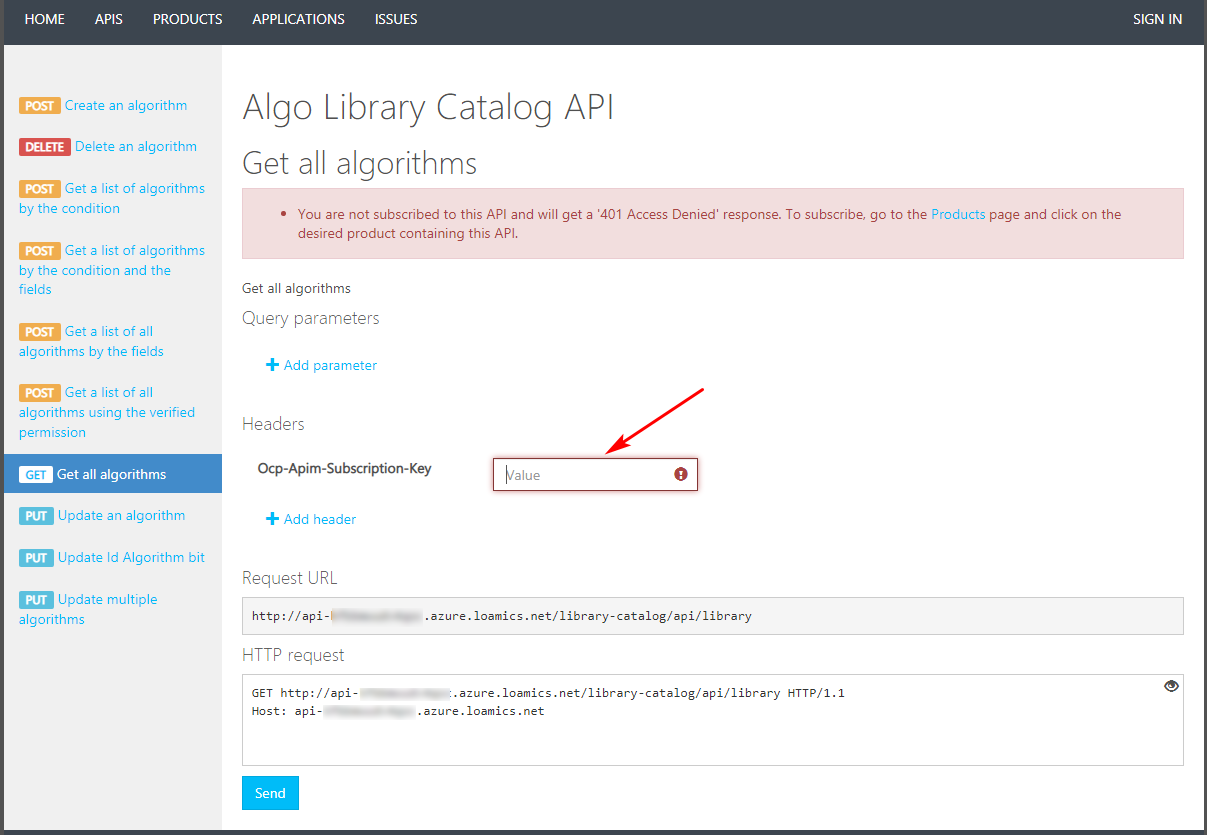 HOME APIS PRODUCTS APPLICATIONS ISSUES SIGN IN
POST Create an algorithm
DELETE Delete an algorithm
POST Get a list of algorithms
by the condition
POST Get a list of algorithms
by the condition and the
fields
POST Get a list of all
algorithms by the fields
POST Get a list of all
algorithms using the verified
permission
GET Get all algorithms
PUT Update an algorithm
PUT Update Id Algorithm bit
PUT Update multiple
algorithms
Algo Library Catalog API
Get all algorithms
• You are not subscribed to this API and will get a '401 Access Denied' response. To subscribe, go to the Products page and click on the
desired product containing this API.
Get all algorithms
Query parameters
+ Add parameter
Headers
Ocp-Apim-Subscription-Key Value
+ Add header
Request URL
http://api- .azure.loamics.net/library-catalog/api/library
HTTP request
GET http://api- .azure.loamics.net/library-catalog/api/library HTTP/1.1
Host: api- .azure.loamics.net
Send